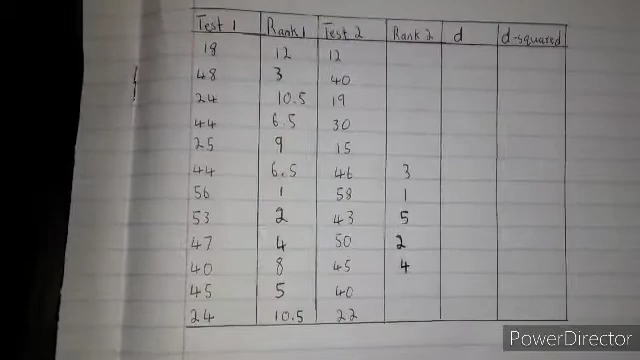 Test 1 Rank 1 Test 2 Rank 2 d d-squared
18 12 12
48 3 40
24 10.5 19
44 6.5 30
25 9 15
44 6.5 46 3
56 1 58 1
53 2 43 5
47 4 50 2
40 8 45 4
45 5 40
24 10.5 22
PowerDirector